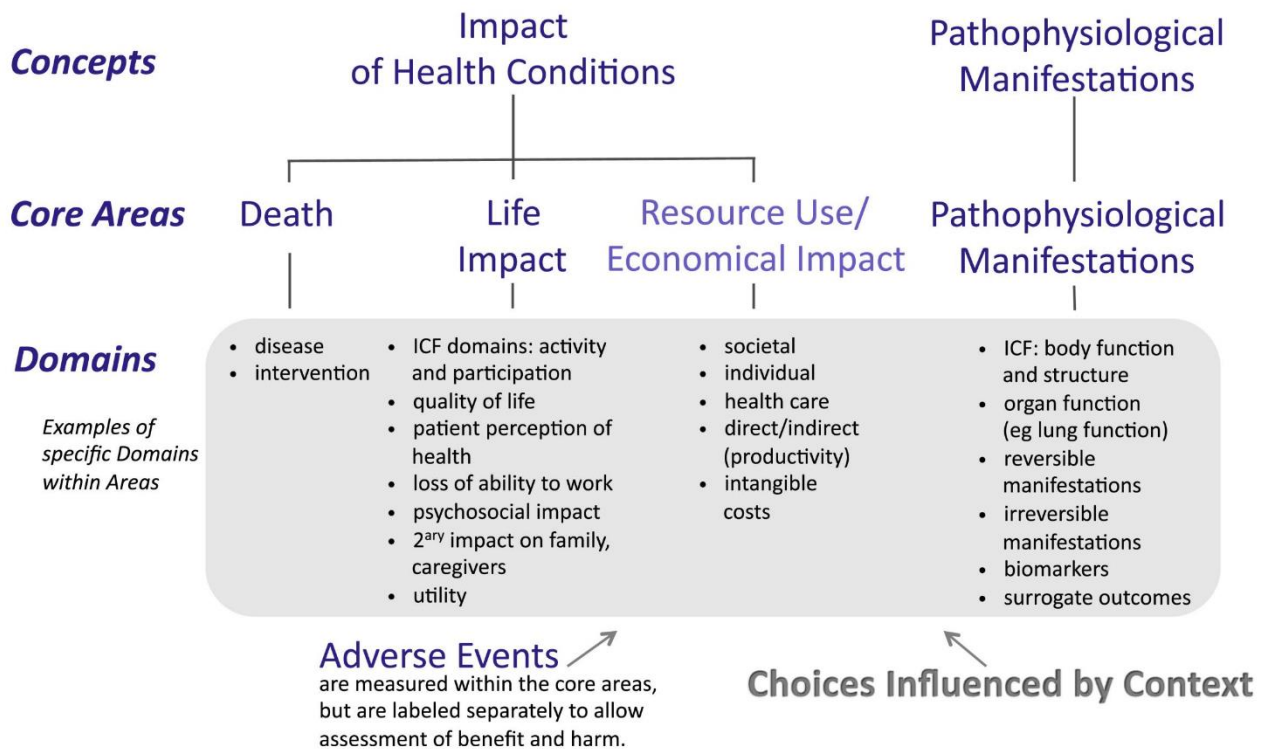 Concepts
Impact
of Health Conditions
Pathophysiological
Manifestations
Core Areas
Death
Life
Impact
Resource Use/
Economical Impact
Pathophysiological
Manifestations
Domains
Examples of
specific Domains
within Areas
• disease
• intervention
• ICF domains: activity
and participation
• quality of life
• patient perception of
health
• loss of ability to work
• psychosocial impact
• 2ary impact on family,
caregivers
• utility
• societal
• individual
• health care
• direct/indirect
(productivity)
• intangible
costs
• ICF: body function
and structure
• organ function
(eg lung function)
• reversible
manifestations
• irreversible
manifestations
• biomarkers
• surrogate outcomes
Adverse Events
are measured within the core areas,
but are labeled separately to allow
assessment of benefit and harm.
Choices Influenced by Context